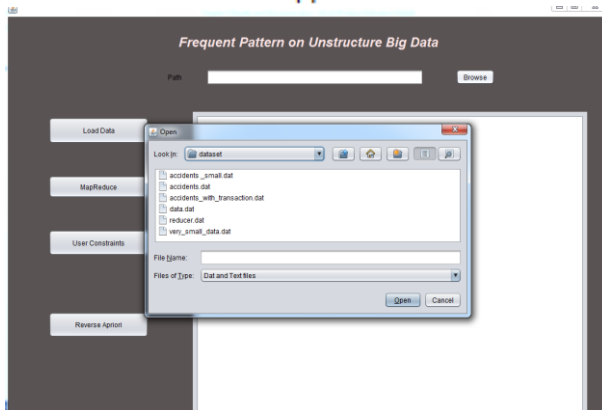 Frequent Pattern on Unstructure Big Data
Path
Browse
Load Data
MapReduce
User Constraints
Reverse Apriori
Open
Look In:
dataset
accidents _small.dat
accidents.dat
accidents_with_transaction.dat
data.dat
reducer.dat
very_small_data.dat
File Name:
Files of Type:
Dat and Text files
Open
Cancel